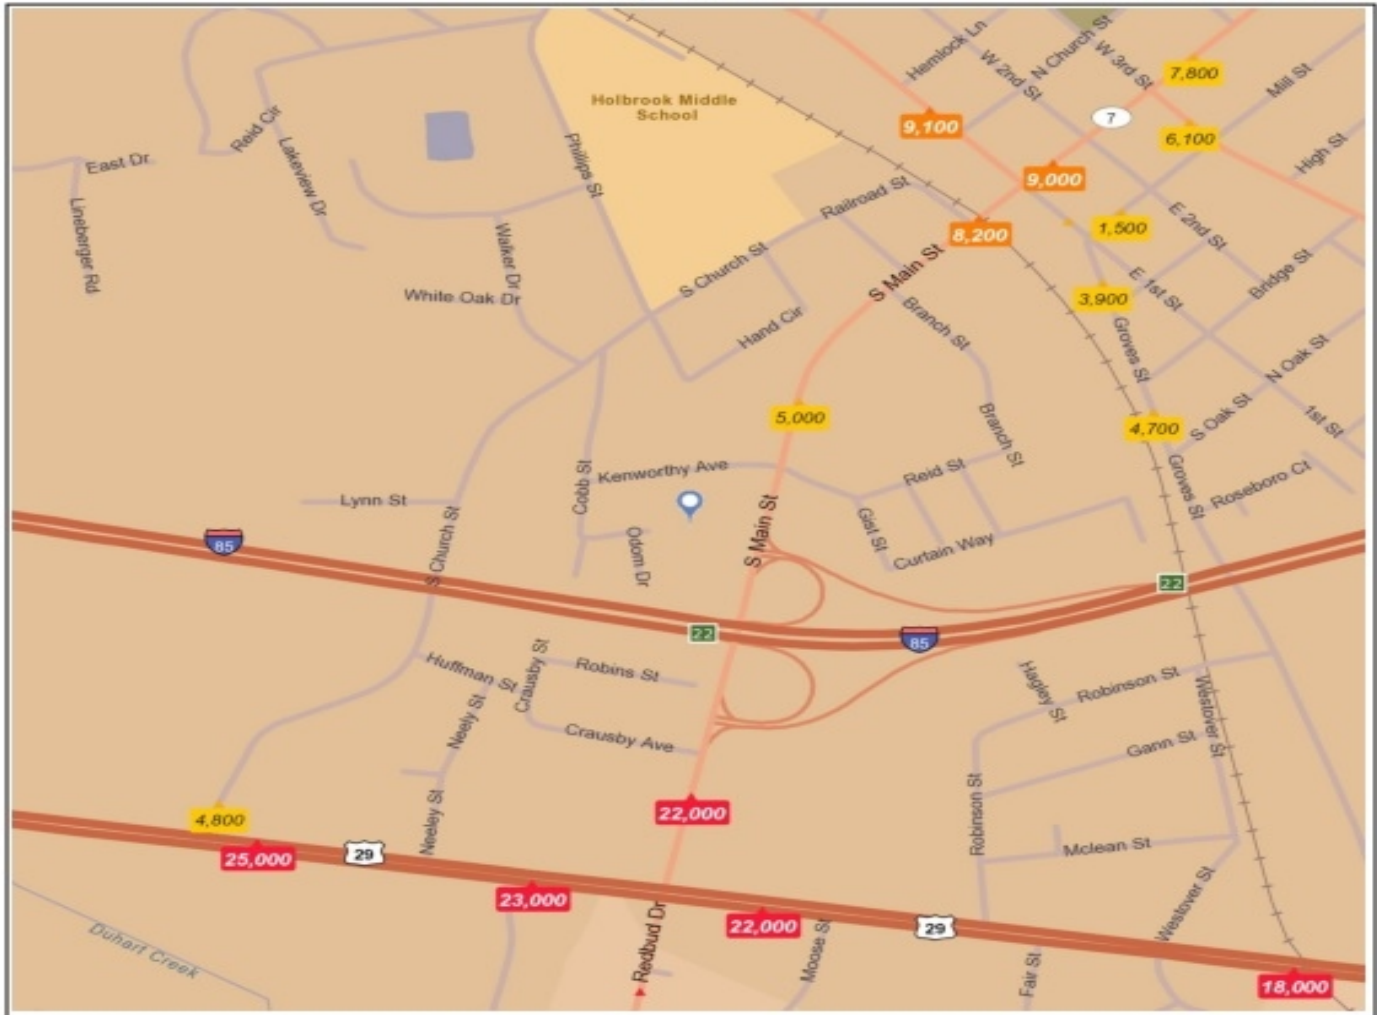 Hemlock Ln
N Church St
W 2nd St
W 3rd St
7,800
Mill St
Holbrook Middle
School
9,100
7
6,100
High St
East Dr
Reid Cir
Lakeview Dr
Phillips St
9,000
Lineberger Rd
Railroad St
8,200
1,500
E 2nd St
Walker Dr
S Church St
S Main St
Bridge St
White Oak Dr
3,900
E 1st St
Hand Cir
Branch St
Groves St
N Oak St
5,000
4,700
S Oak St
1st St
Branch St
Cobb St
Kenworthy Ave
Reid St
Groves St
Roseboro Ct
Lynn St
85
S Church St
Odom Dr
S Main St
Gist St
Curtain Way
22
22
85
Huffman St
Crausby St
Robins St
Hagley St
Robinson St
Westover St
Neely St
Crausby Ave
Gann St
4,800
22,000
Neeley St
Robinson St
Mclean St
25,000
29
23,000
22,000
29
Westover St
Duhart Creek
Redbud Dr
Moose St
Fair St
18,000